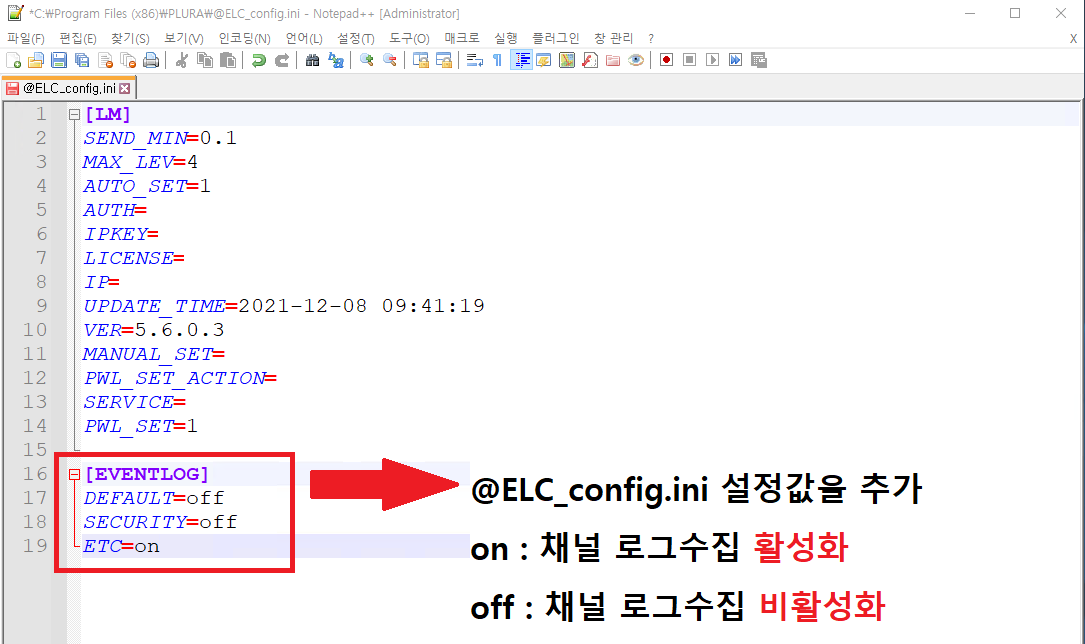 *C:₩Program Files (x86)₩PLURA₩@ELC_config.ini - Notepad++ [Administrator]
파일(F) 편집(E) 찾기(S) 보기(V) 인코딩(N) 언어(L) 설정(T) 도구(O) 매크로 실행 플러그인 창 관리 ? X
@ELC_config.ini
1 [LM]
2 SEND_MIN=0.1
3 MAX_LEV=4
4 AUTO_SET=1
5 AUTH=
6 IPKEY=
7 LICENSE=
8 IP=
9 UPDATE_TIME=2021-12-08 09:41:19
10 VER=5.6.0.3
11 MANUAL_SET=
12 PWL_SET_ACTION=
13 SERVICE=
14 PWL_SET=1
15
16 [EVENTLOG]
17 DEFAULT=off
18 SECURITY=off
19 ETC=on
@ELC_config.ini 설정값을 추가
on : 채널 로그수집 활성화
off : 채널 로그수집 비활성화